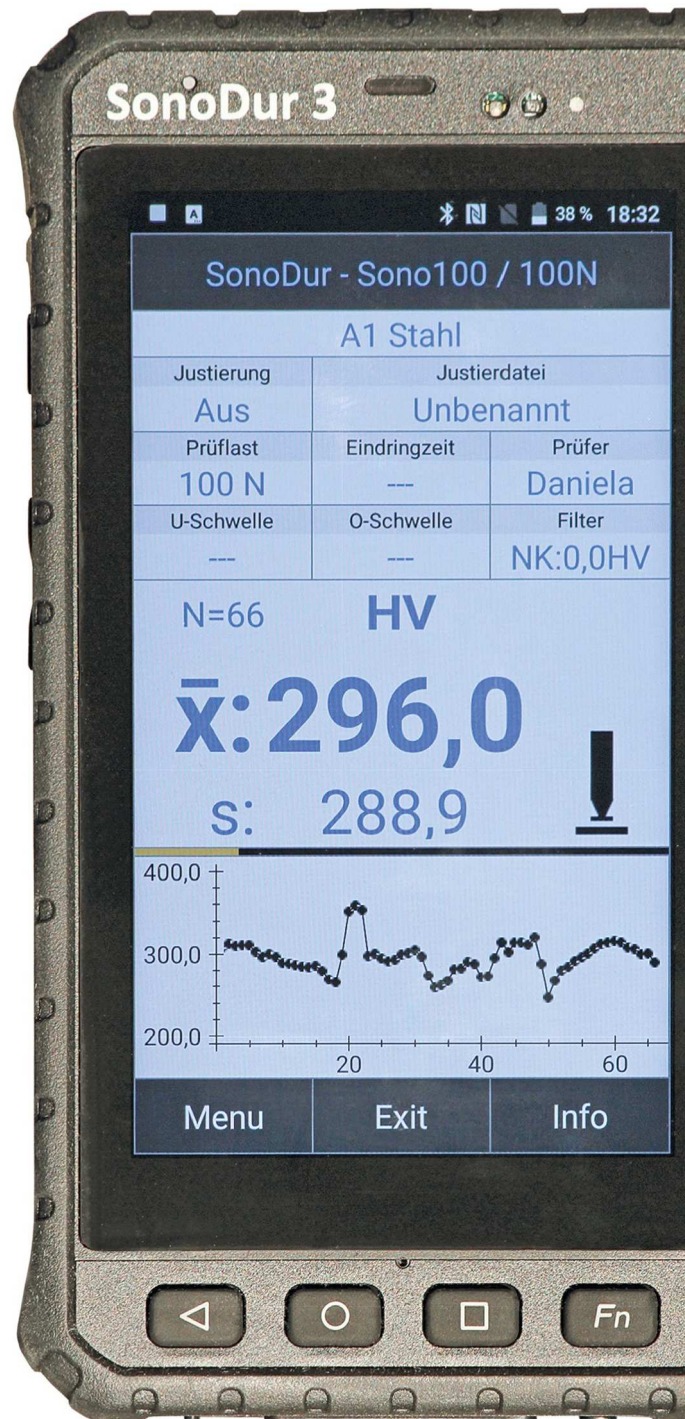 SonoDur 3
A
38 % 18:32
SonoDur - Sono100 / 100N
A1 Stahl
Justierung Justierdatei
Aus Unbenannt
Prüflast Eindringzeit Prüfer
100 N --- Daniela
U-Schwelle O-Schwelle Filter
--- --- NK:0,0HV
N=66 HV
x̄: 296,0
s: 288,9
400,0
300,0
200,0
20 40 60
Menu Exit Info
Fn